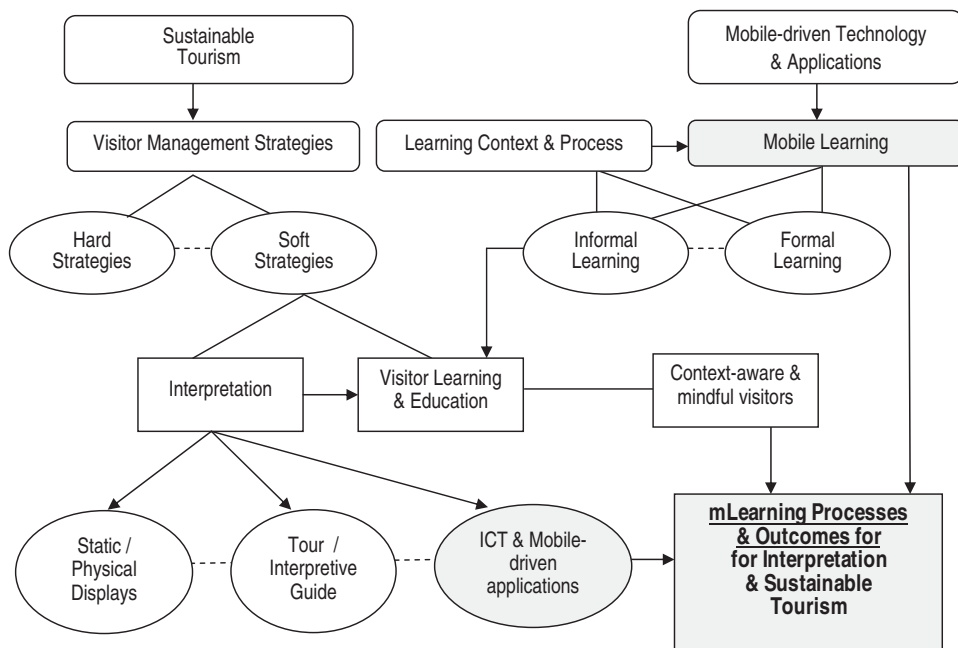 Sustainable
Tourism
Mobile-driven Technology
& Applications
Visitor Management Strategies
Learning Context & Process
Mobile Learning
Hard
Strategies
Soft
Strategies
Informal
Learning
Formal
Learning
Interpretation
Visitor Learning
& Education
Context-aware &
mindful visitors
Static /
Physical
Displays
Tour /
Interpretive
Guide
ICT & Mobile-
driven
applications
mLearning Processes
& Outcomes for
for Interpretation
& Sustainable
Tourism